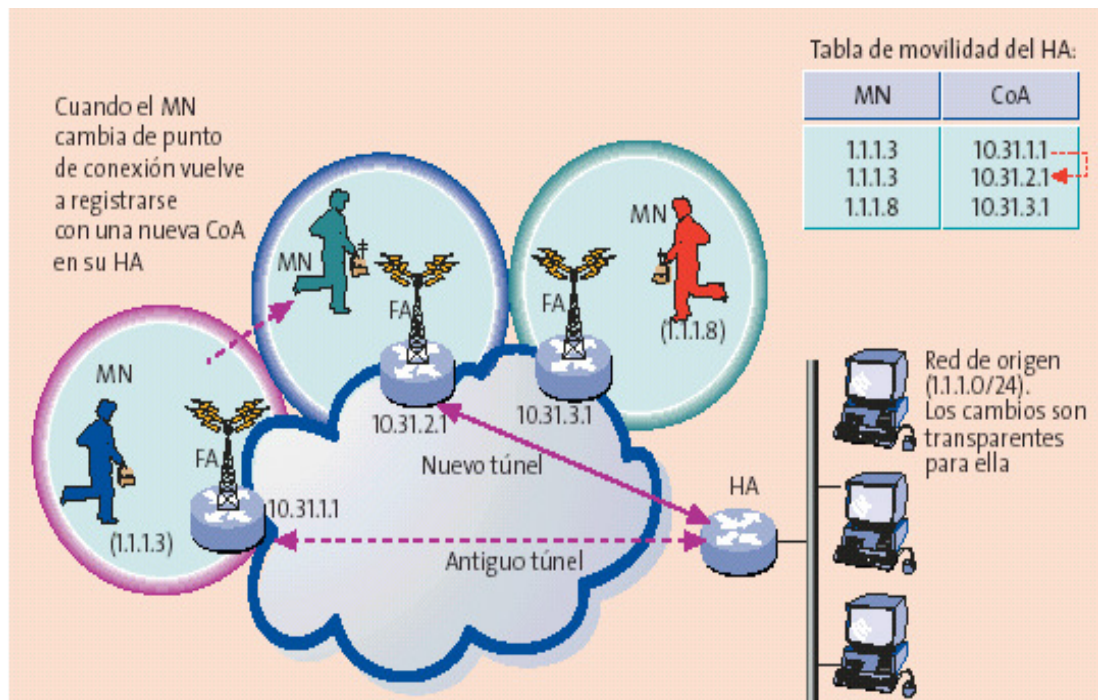 Tabla de movilidad del HA:
MN CoA
1.1.1.3 10.31.1.1
1.1.1.3 10.31.2.1
1.1.1.8 10.31.3.1
Cuando el MN
cambia de punto
de conexión vuelve
a registrarse
con una nueva CoA
en su HA
MN
FA
10.31.2.1
MN
FA
(1.1.1.8)
10.31.3.1
MN
FA
(1.1.1.3)
10.31.1.1
Nuevo túnel
Antiguo túnel
HA
Red de origen
(1.1.1.0/24).
Los cambios son
transparentes
para ella